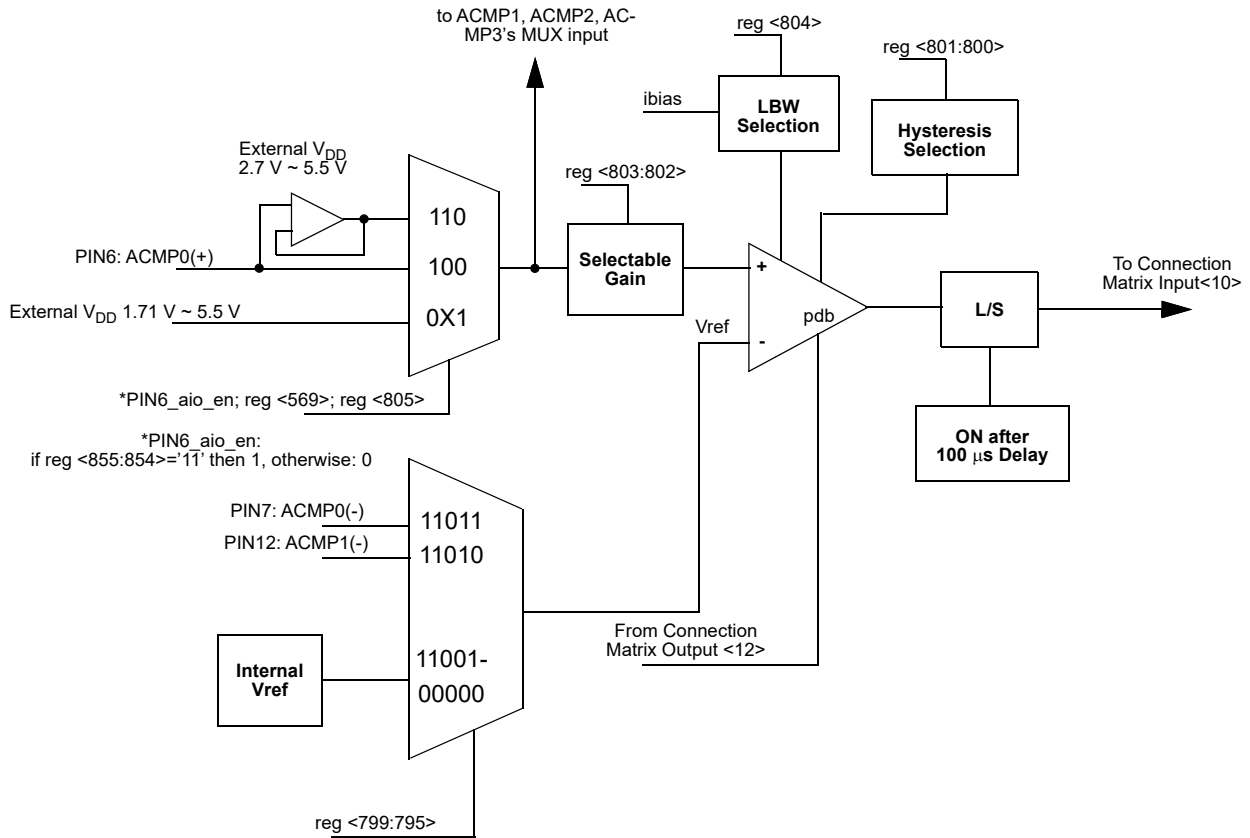 to ACMP1, ACMP2, AC-
MP3's MUX input
reg <804>
reg <801:800>
ibias
LBW
Selection
Hysteresis
Selection
External VDD
2.7 V ~ 5.5 V
reg <803:802>
110
PIN6: ACMP0(+)
100
Selectable
Gain
+
To Connection
Matrix Input<10>
External VDD 1.71 V ~ 5.5 V
0X1
pdb
L/S
Vref
-
*PIN6_aio_en; reg <569>; reg <805>
*PIN6_aio_en:
if reg <855:854>='11' then 1, otherwise: 0
ON after
100 μs Delay
PIN7: ACMP0(-)
11011
PIN12: ACMP1(-)
11010
From Connection
Matrix Output <12>
Internal
Vref
11001-
00000
reg <799:795>